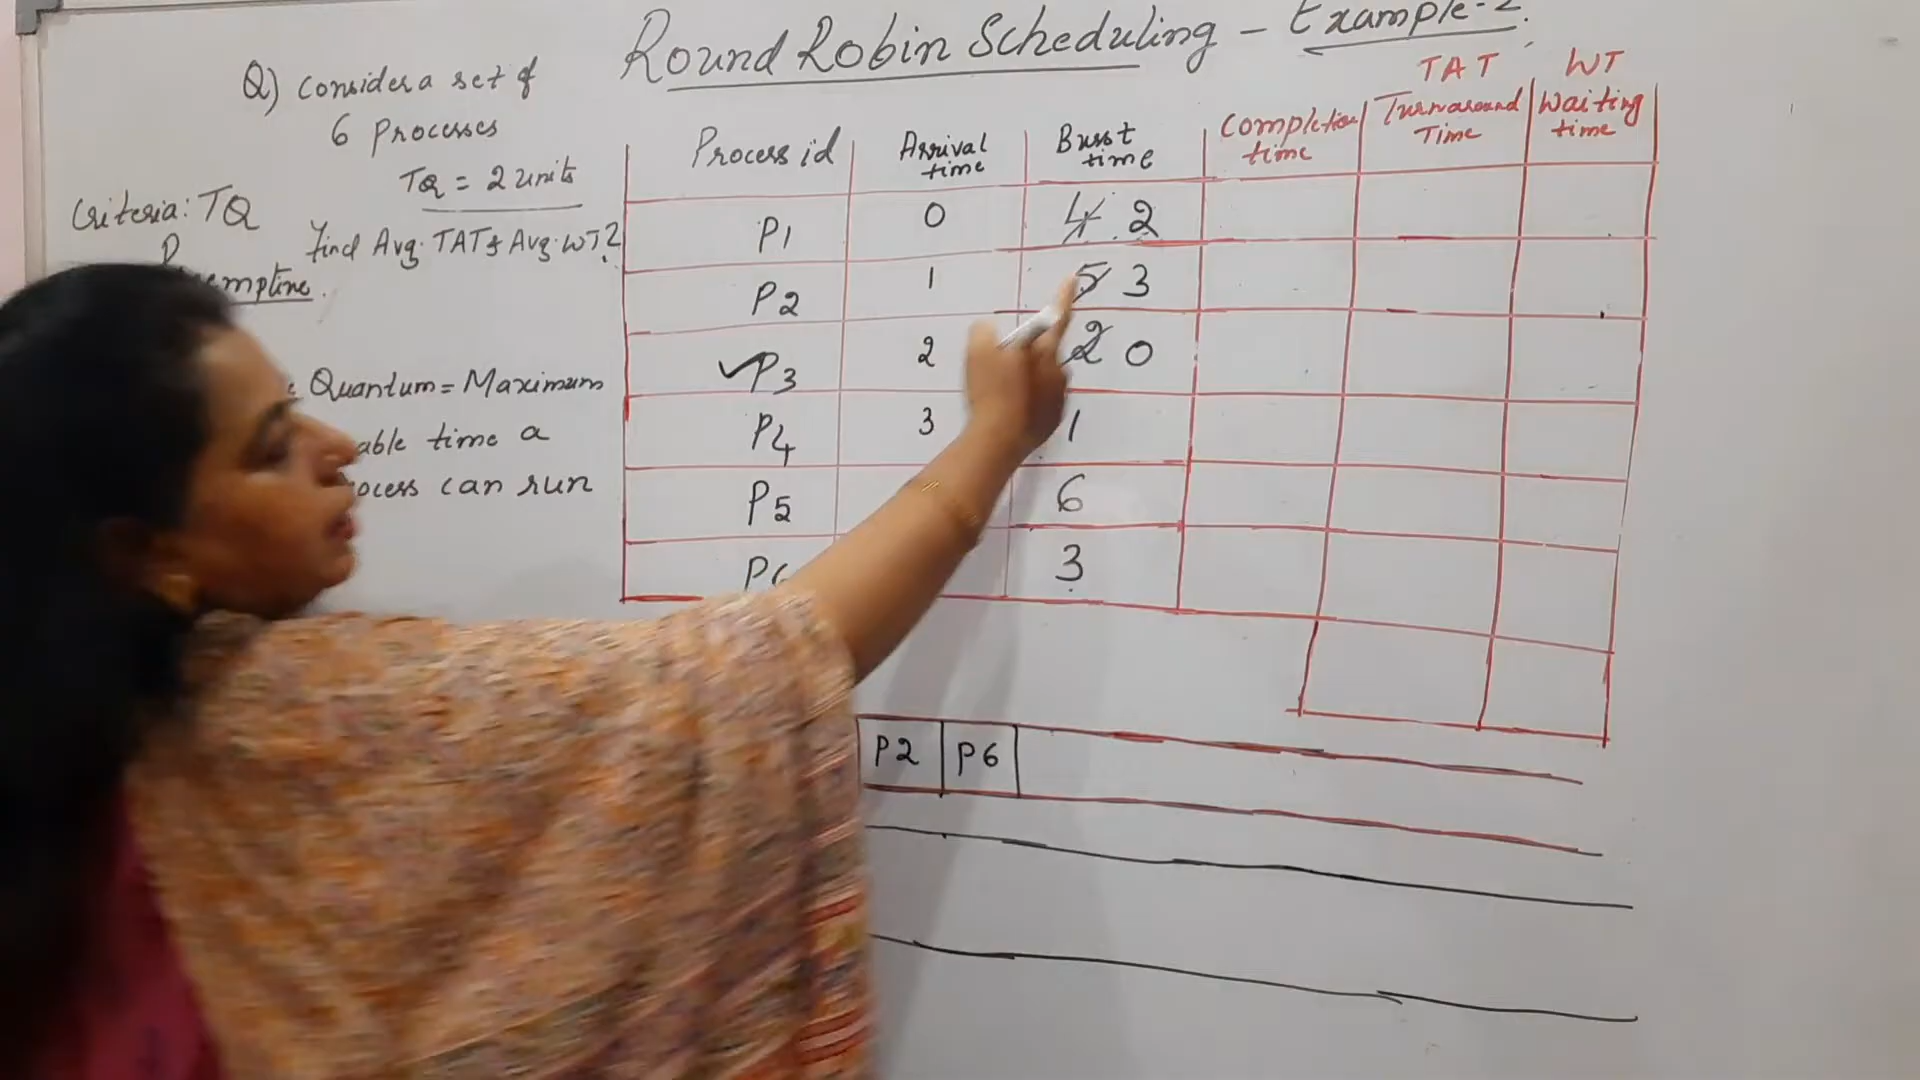 Round Robin Scheduling - Example-2.
Q) Consider a set of
6 Processes
TQ = 2 units
Criteria: TQ
Find Avg. TAT & Avg. WT?
Quantum = Maximum
time a
can run
TAT WT
Process id Arrival time Burst time Completion time Turnaround Time Waiting time
P1 0 4 2
P2 1 5 3
P3 2 2 0
P4 3 1
P5 6
3
P2 P6